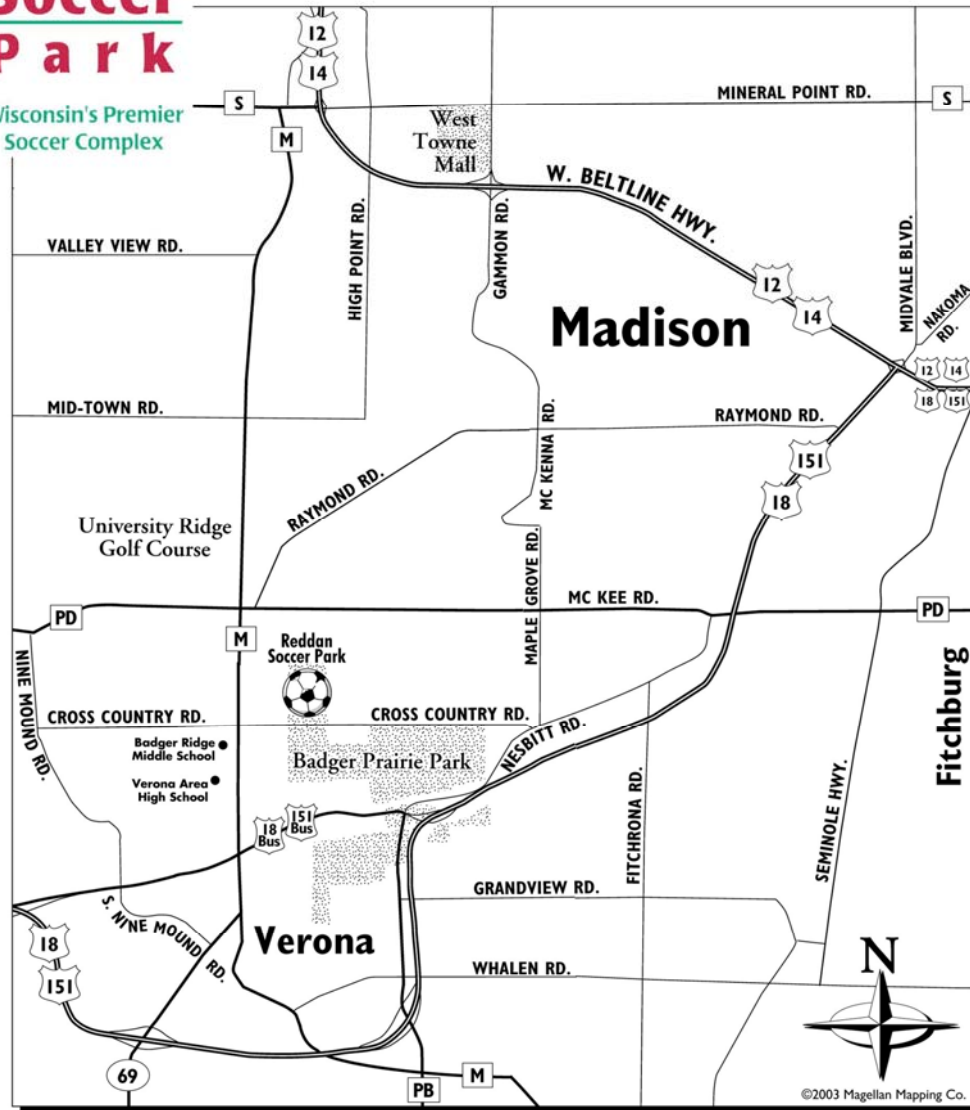 Soccer
Park
Wisconsin's Premier
Soccer Complex
12
14
S
MINERAL POINT RD.
S
M
West
Towne
Mall
W. BELTLINE HWY.
VALLEY VIEW RD.
HIGH POINT RD.
GAMMON RD.
MIDVALE BLVD.
NAKOMA
RD.
12
14
Madison
12
14
18
151
MID-TOWN RD.
RAYMOND RD.
MC KENNA RD.
151
18
RAYMOND RD.
University Ridge
Golf Course
MAPLE GROVE RD.
MC KEE RD.
PD
PD
M
Reddan
Soccer Park
NINE MOUND RD.
Fitchburg
CROSS COUNTRY RD.
CROSS COUNTRY RD.
NESBITT RD.
Badger Ridge
Middle School
Badger Prairie Park
Verona Area
High School
18
Bus
151
Bus
FITCHRONA RD.
SEMINOLE HWY.
GRANDVIEW RD.
S. NINE MOUND RD.
18
151
Verona
WHALEN RD.
N
69
PB
M
©2003 Magellan Mapping Co.